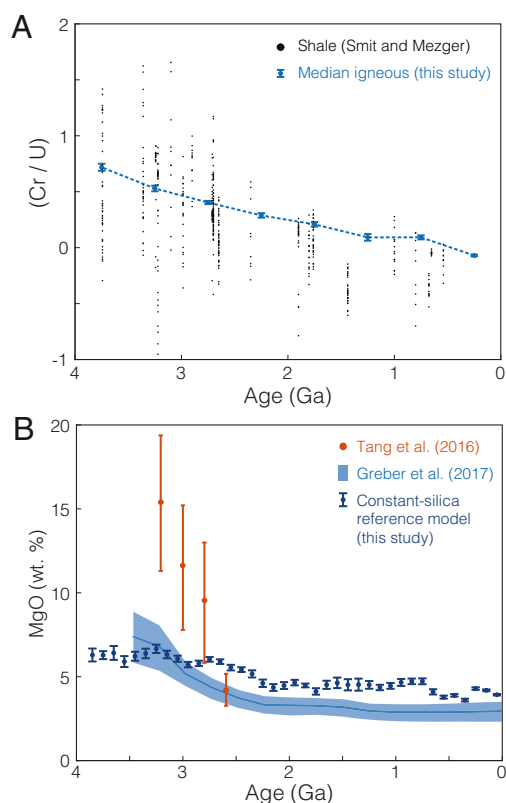 A
2
1
0
-1
(Cr / U)
Shale (Smit and Mezger)
Median igneous (this study)
4
3
2
1
0
Age (Ga)
B
20
15
10
5
0
MgO (wt. %)
Tang et al. (2016)
Greber et al. (2017)
Constant-silica
reference model
(this study)
4
3
2
1
0
Age (Ga)